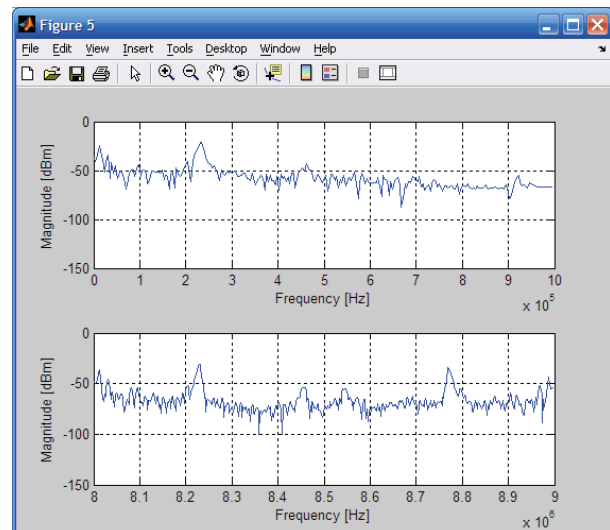 Figure 5
File Edit View Insert Tools Desktop Window Help
0
-50
-100
-150
Magnitude [dBm]
0 1 2 3 4 5 6 7 8 9 10
Frequency [Hz]
x 10^5
0
-50
-100
-150
Magnitude [dBm]
8 8.1 8.2 8.3 8.4 8.5 8.6 8.7 8.8 8.9 9
Frequency [Hz]
x 10^6